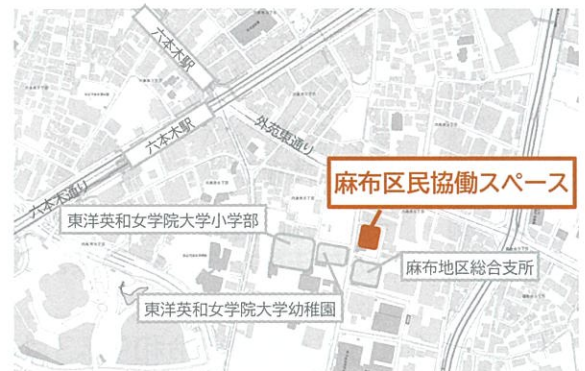 六本木駅
六本木駅
外苑東通り
六本木通り
麻布区民協働スペース
東洋英和女学院大学小学部
麻布地区総合支所
東洋英和女学院大学幼稚園